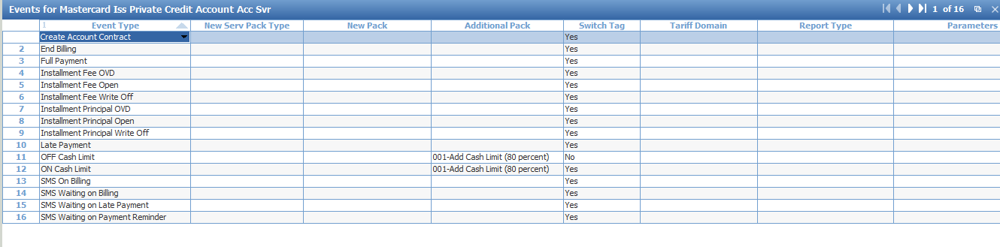 Events for Mastercard Iss Private Credit Account Acc Svr 1 of 16
1 Event Type New Serv Pack Type New Pack Additional Pack Switch Tag Tariff Domain Report Type Parameters
Create Account Contract Yes
2 End Billing Yes
3 Full Payment Yes
4 Installment Fee OVD Yes
5 Installment Fee Open Yes
6 Installment Fee Write Off Yes
7 Installment Principal OVD Yes
8 Installment Principal Open Yes
9 Installment Principal Write Off Yes
10 Late Payment Yes
11 OFF Cash Limit 001-Add Cash Limit (80 percent) No
12 ON Cash Limit 001-Add Cash Limit (80 percent) Yes
13 SMS On Billing Yes
14 SMS Waiting on Billing Yes
15 SMS Waiting on Late Payment Yes
16 SMS Waiting on Payment Reminder Yes